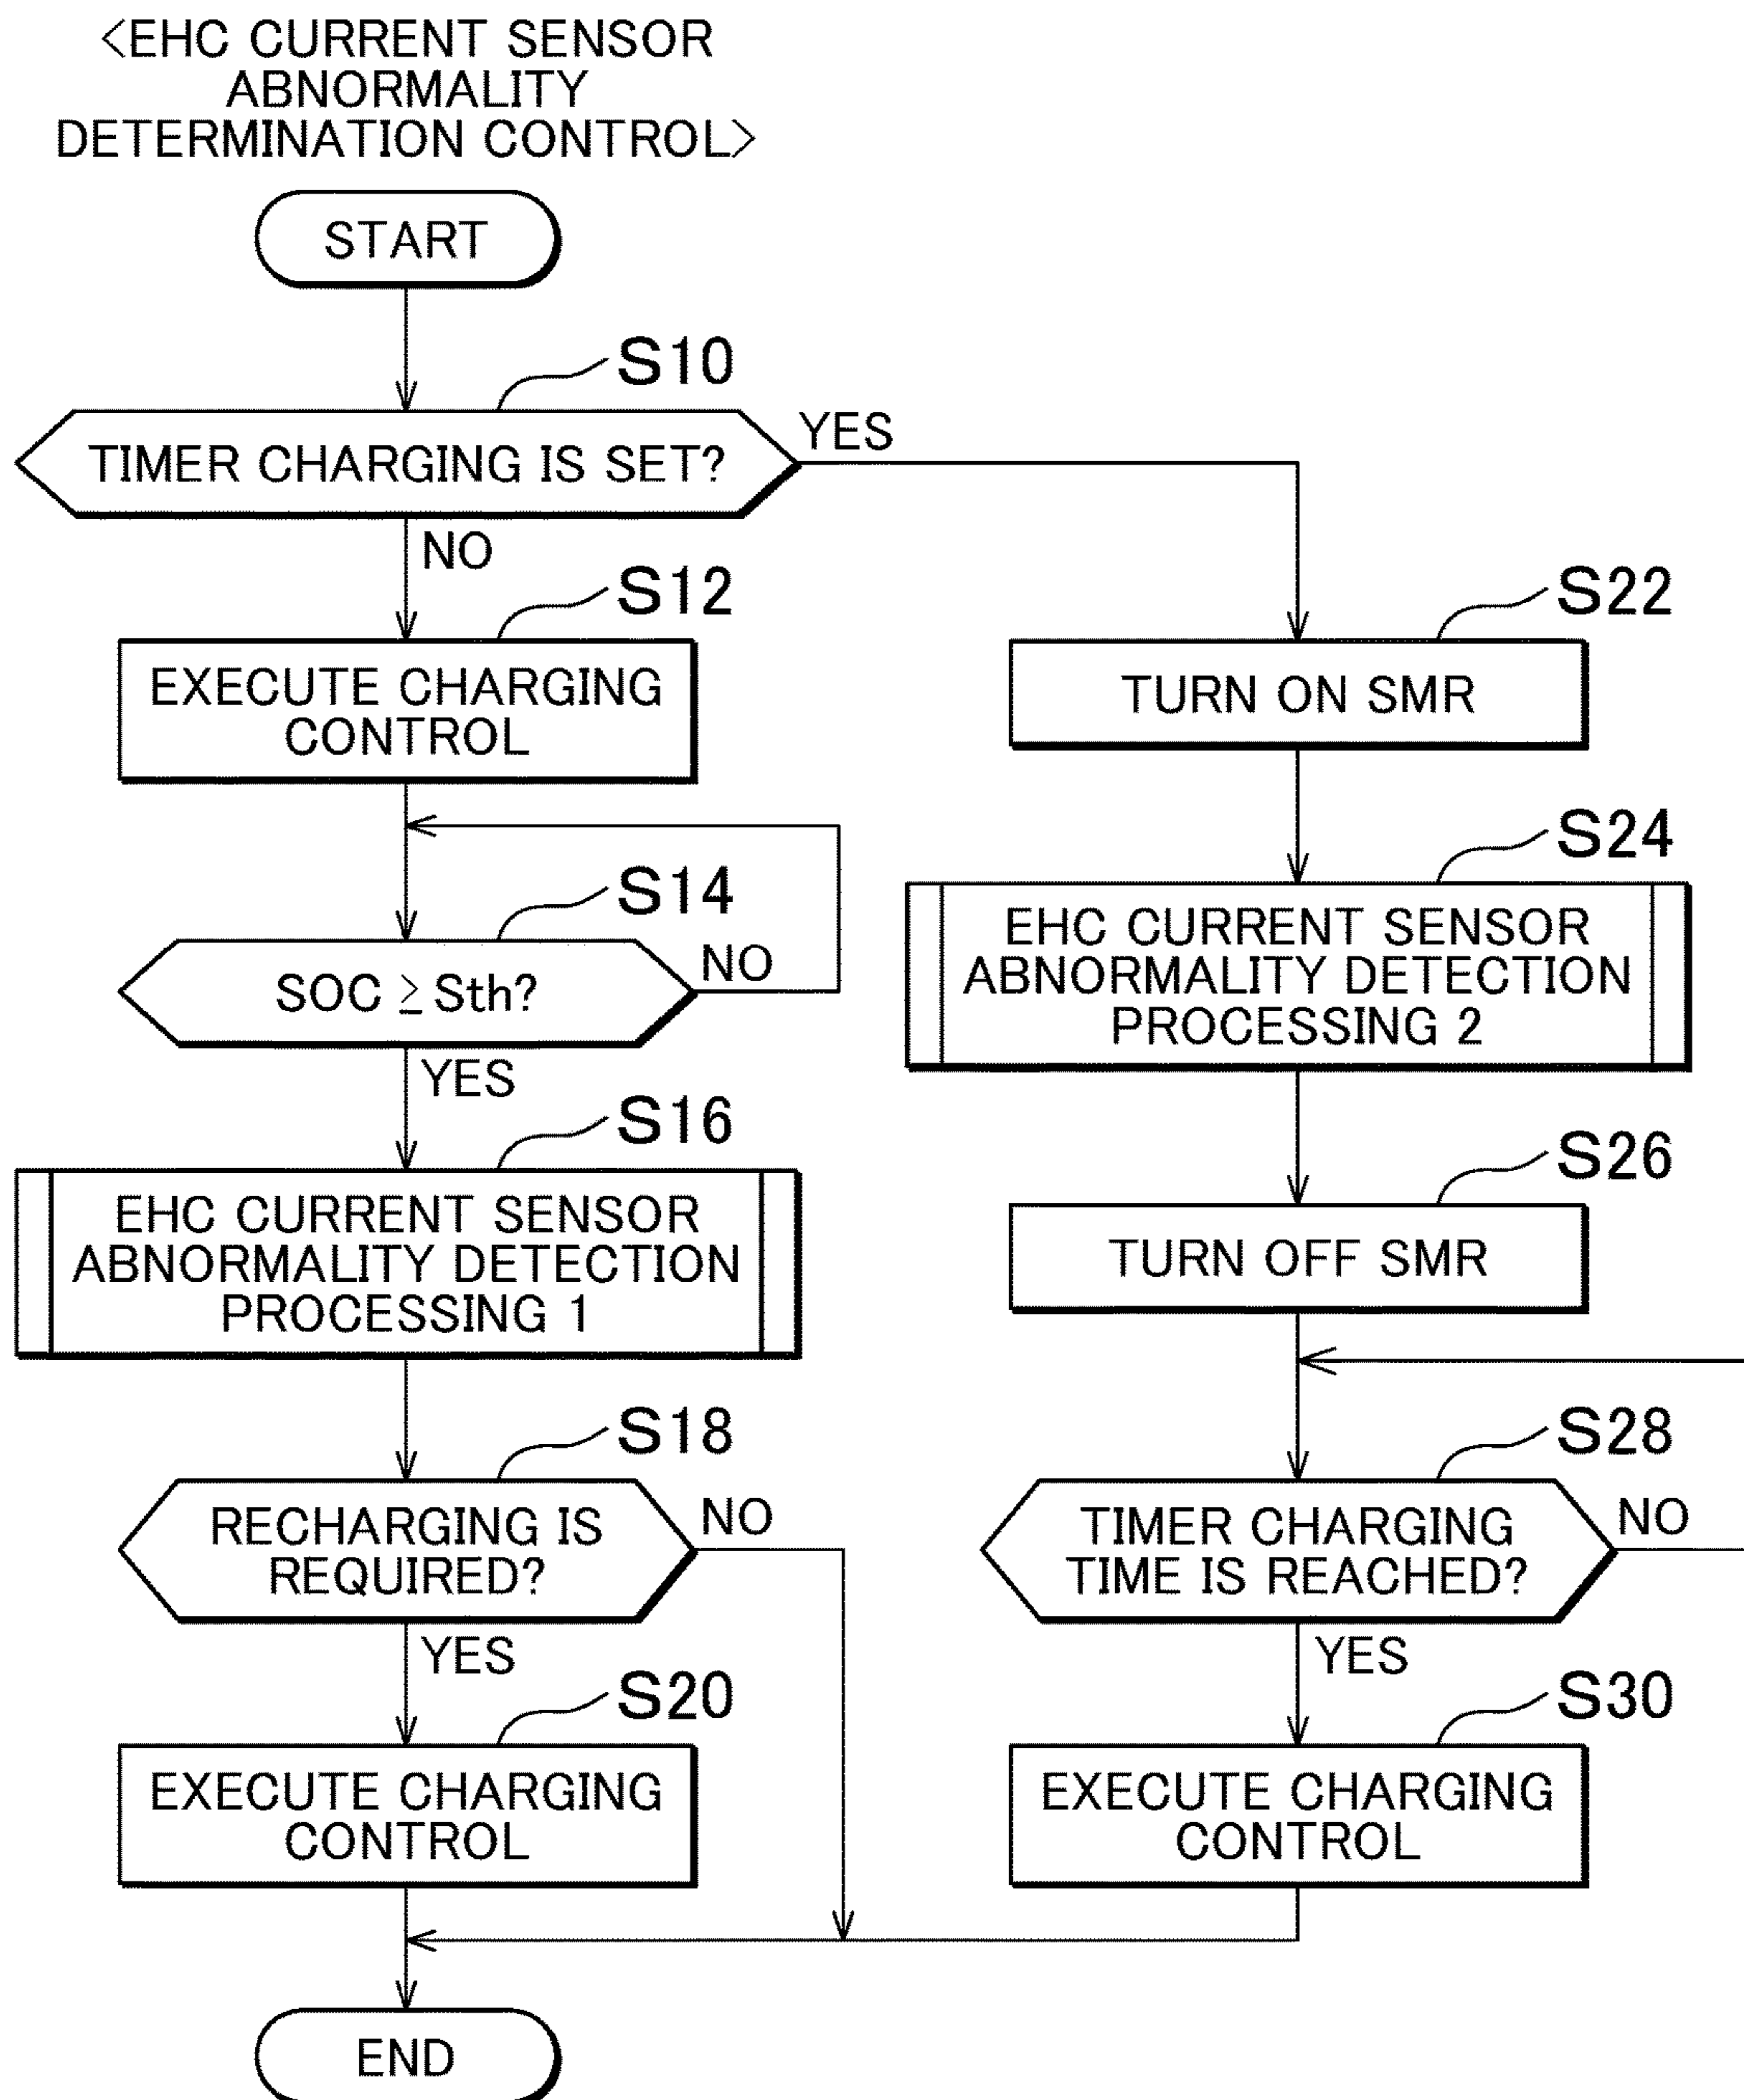 <EHC CURRENT SENSOR
ABNORMALITY
DETERMINATION CONTROL>
START
S10
TIMER CHARGING IS SET?
YES
NO
S12
EXECUTE CHARGING
CONTROL
S14
SOC ≥ Sth?
NO
YES
S16
EHC CURRENT SENSOR
ABNORMALITY DETECTION
PROCESSING 1
S18
RECHARGING IS
REQUIRED?
NO
YES
S20
EXECUTE CHARGING
CONTROL
S22
TURN ON SMR
S24
EHC CURRENT SENSOR
ABNORMALITY DETECTION
PROCESSING 2
S26
TURN OFF SMR
S28
TIMER CHARGING
TIME IS REACHED?
NO
YES
S30
EXECUTE CHARGING
CONTROL
END